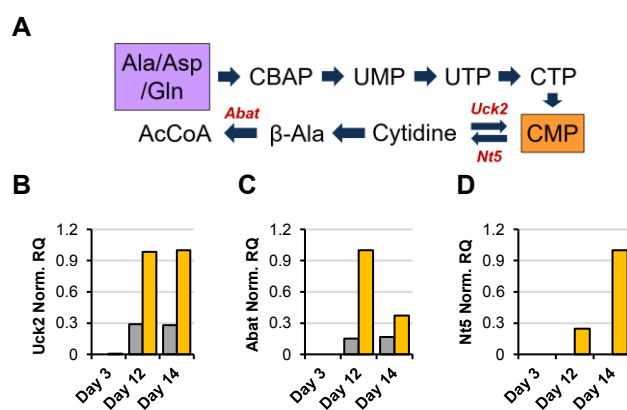 A
Ala/Asp
/Gln
CBAP
UMP
UTP
CTP
AcCoA
Abat
β-Ala
Cytidine
Uck2
Nt5
CMP
B
Uck2 Norm. RQ
1.2
0.9
0.6
0.3
0
Day 3
Day 12
Day 14
C
Abat Norm. RQ
1.2
0.9
0.6
0.3
0
Day 3
Day 12
Day 14
D
Nt5 Norm. RQ
1.2
0.9
0.6
0.3
0
Day 3
Day 12
Day 14